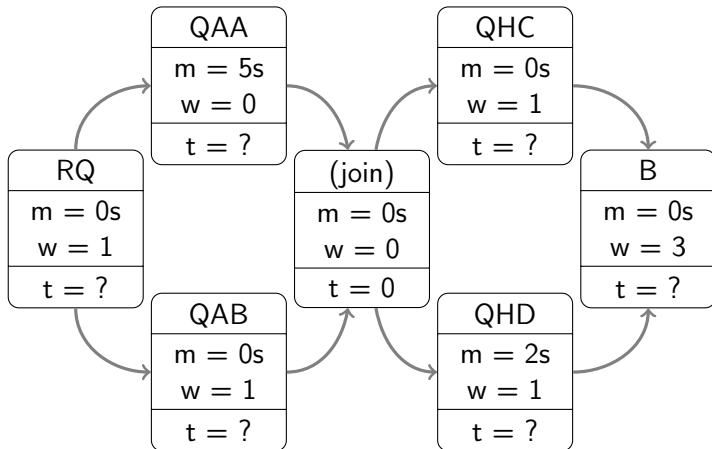 QAA
m = 5s
w = 0
t = ?
QHC
m = 0s
w = 1
t = ?
RQ
m = 0s
w = 1
t = ?
(join)
m = 0s
w = 0
t = 0
B
m = 0s
w = 3
t = ?
QAB
m = 0s
w = 1
t = ?
QHD
m = 2s
w = 1
t = ?